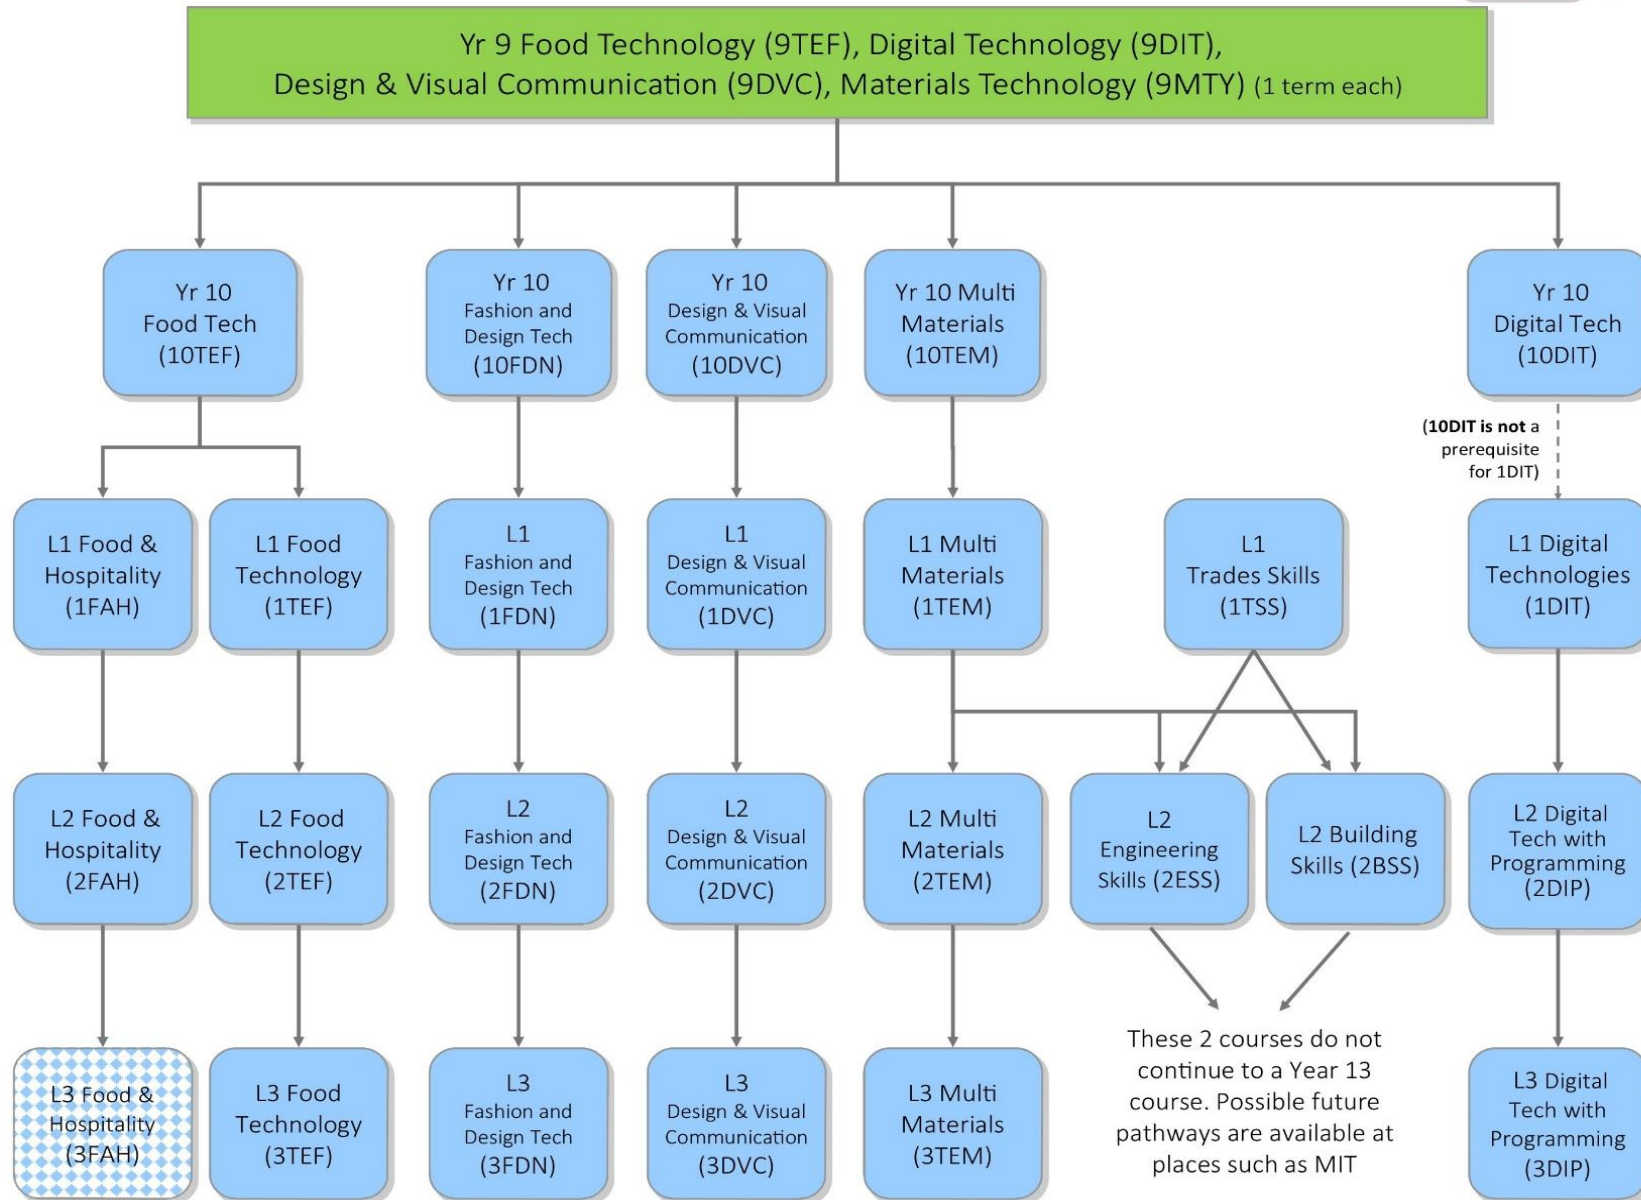 Yr 9 Food Technology (9TEF), Digital Technology (9DIT),
Design & Visual Communication (9DVC), Materials Technology (9MTY) (1 term each)
Yr 10
Food Tech
(10TEF)
Yr 10
Fashion and
Design Tech
(10FDN)
Yr 10
Design & Visual
Communication
(10DVC)
Yr 10 Multi
Materials
(10TEM)
Yr 10
Digital Tech
(10DIT)
(10DIT is not a
prerequisite
for 1DIT)
L1 Food &
Hospitality
(1FAH)
L1 Food
Technology
(1TEF)
L1
Fashion and
Design Tech
(1FDN)
L1
Design & Visual
Communication
(1DVC)
L1 Multi
Materials
(1TEM)
L1
Trades Skills
(1TSS)
L1 Digital
Technologies
(1DIT)
L2 Food &
Hospitality
(2FAH)
L2 Food
Technology
(2TEF)
L2
Fashion and
Design Tech
(2FDN)
L2
Design & Visual
Communication
(2DVC)
L2 Multi
Materials
(2TEM)
L2
Engineering
Skills (2ESS)
L2 Building
Skills (2BSS)
L2 Digital
Tech with
Programming
(2DIP)
L3 Food &
Hospitality
(3FAH)
L3 Food
Technology
(3TEF)
L3
Fashion and
Design Tech
(3FDN)
L3
Design & Visual
Communication
(3DVC)
L3 Multi
Materials
(3TEM)
These 2 courses do not
continue to a Year 13
course. Possible future
pathways are available at
places such as MIT
L3 Digital
Tech with
Programming
(3DIP)